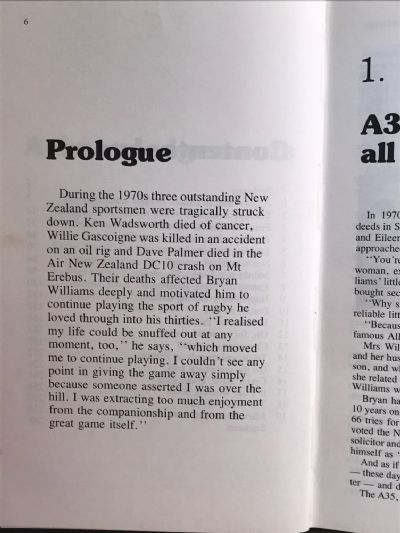 6
Prologue
During the 1970s three outstanding New
Zealand sportsmen were tragically struck
down. Ken Wadsworth died of cancer,
Willie Gascoigne was killed in an accident
on an oil rig and Dave Palmer died in the
Air New Zealand DC10 crash on Mt
Erebus. Their deaths affected Bryan
Williams deeply and motivated him to
continue playing the sport of rugby he
loved through into his thirties. “I realised
my life could be snuffed out at any
moment, too,” he says, “which moved
me to continue playing. I couldn't see any
point in giving the game away simply
because someone asserted I was over the
hill. I was extracting too much enjoyment
from the companionship and from the
great game itself.”
1.
A35
all
In 1970
deeds in S
and Eileen
approache
“You're
woman, ex
liams' littl
bought sec
“Why s
reliable litt
“Becaus
famous All
Mrs Wil
and her hus
son, and wh
she related
Williams w
Bryan ha
10 years on
66 tries for
voted the N
solicitor and
himself as ‘
And as if
— these day
ter — and d
The A35,